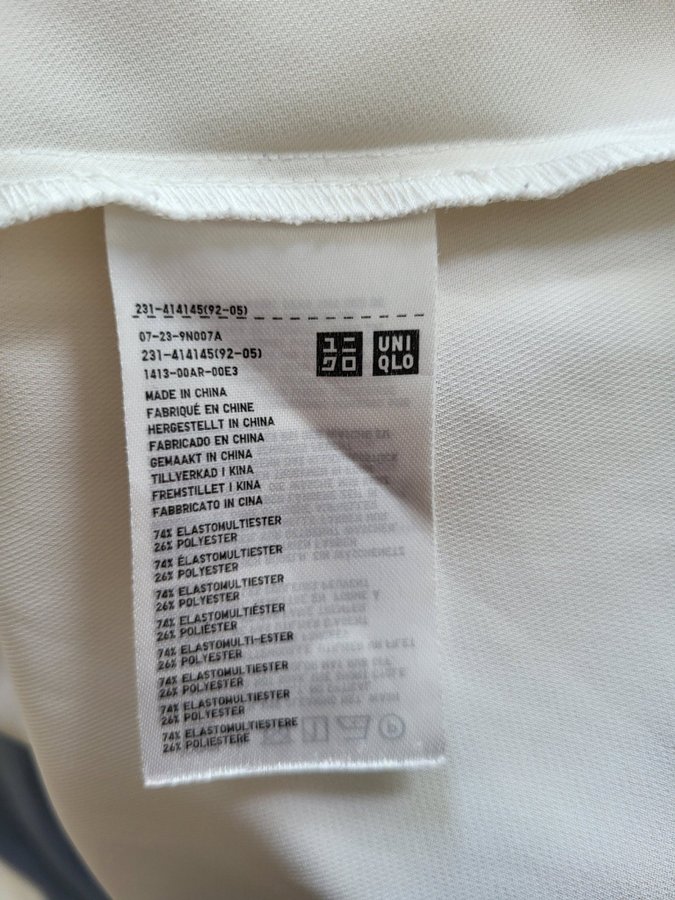 231-414145(92-05)
07-23-9N007A
231-414145(92-05)
1413-00AR-00E3
ユニ
クロ
UNI
QLO
MADE IN CHINA
FABRIQUÉ EN CHINE
HERGESTELLT IN CHINA
FABRICADO EN CHINA
GEMAAKT IN CHINA
TILLVERKAD I KINA
FREMSTILLET I KINA
FABBRICATO IN CINA
74% ELASTOMULTIESTER
26% POLYESTER
74% ÉLASTOMULTIESTER
26% POLYESTER
74% ELASTOMULTIESTER
26% POLYESTER
74% ELASTOMULTIÉSTER
26% POLIÉSTER
74% ELASTOMULTI-ESTER
26% POLYESTER
74% ELASTOMULTIESTER
26% POLYESTER
74% ELASTOMULTIESTER
26% POLYESTER
74% ELASTOMULTIESTERE
26% POLIESTERE